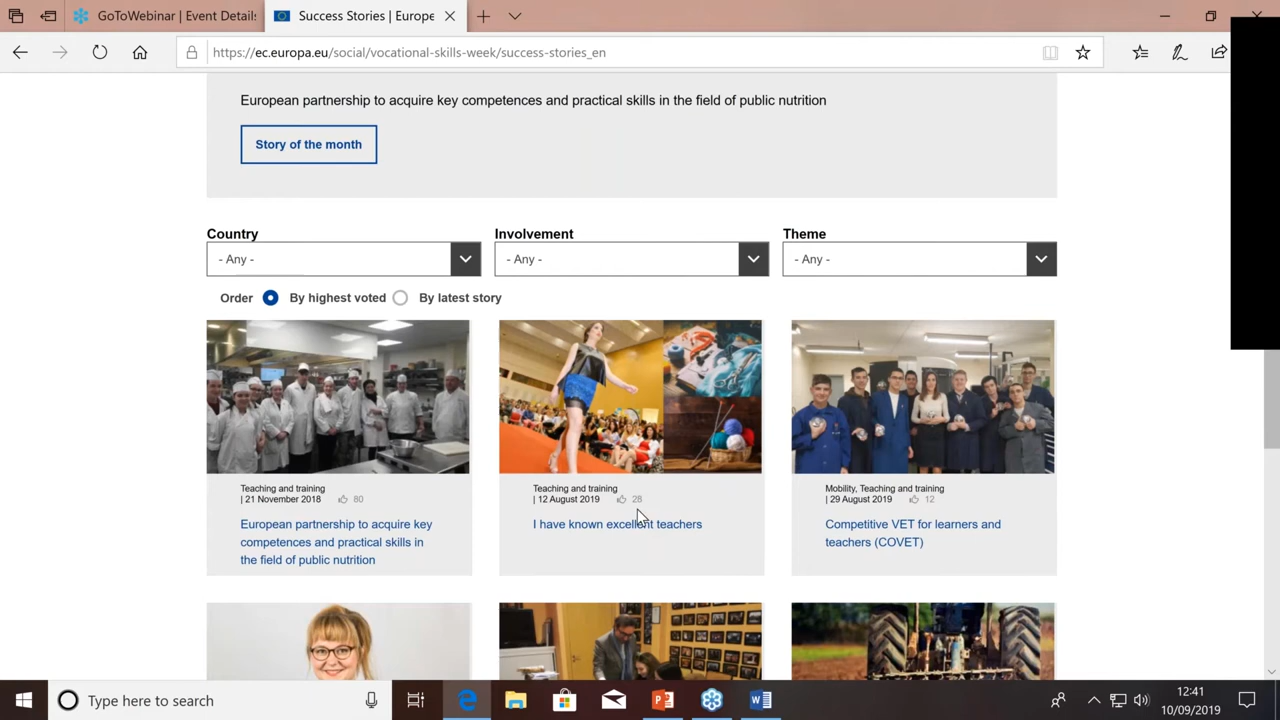 GoToWebinar | Event Details
Success Stories | Europe
https://ec.europa.eu/social/vocational-skills-week/success-stories_en
European partnership to acquire key competences and practical skills in the field of public nutrition
Story of the month
Country
Involvement
Theme
- Any -
- Any -
- Any -
Order By highest voted By latest story
Teaching and training
| 21 November 2018 80
European partnership to acquire key
competences and practical skills in
the field of public nutrition
Teaching and training
| 12 August 2019 28
I have known excellent teachers
Mobility, Teaching and training
| 29 August 2019 12
Competitive VET for learners and
teachers (COVET)
Type here to search
12:41
10/09/2019